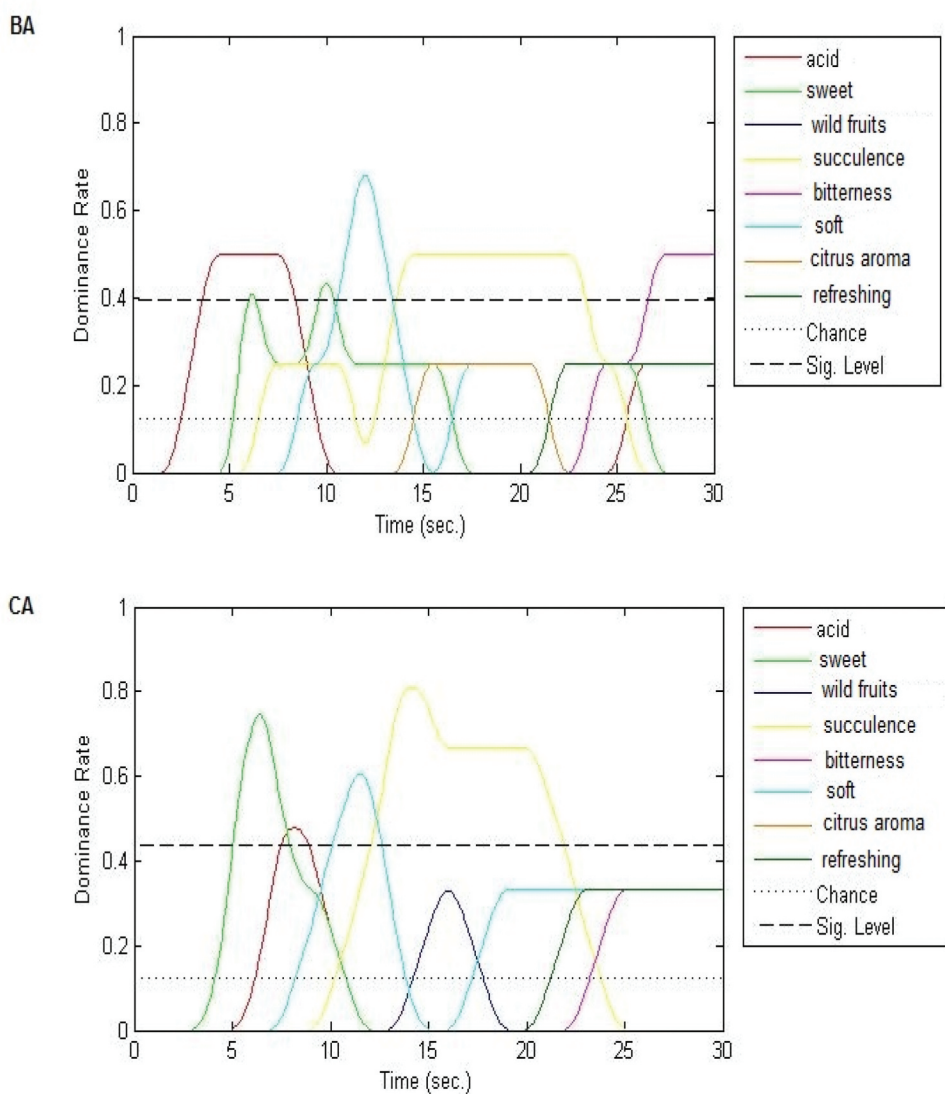 BA
1
0.8
0.6
0.4
0.2
0
Dominance Rate
0 5 10 15 20 25 30
Time (sec.)
acid
sweet
wild fruits
succulence
bitterness
soft
citrus aroma
refreshing
Chance
Sig. Level
CA
1
0.8
0.6
0.4
0.2
0
Dominance Rate
0 5 10 15 20 25 30
Time (sec.)
acid
sweet
wild fruits
succulence
bitterness
soft
citrus aroma
refreshing
Chance
Sig. Level